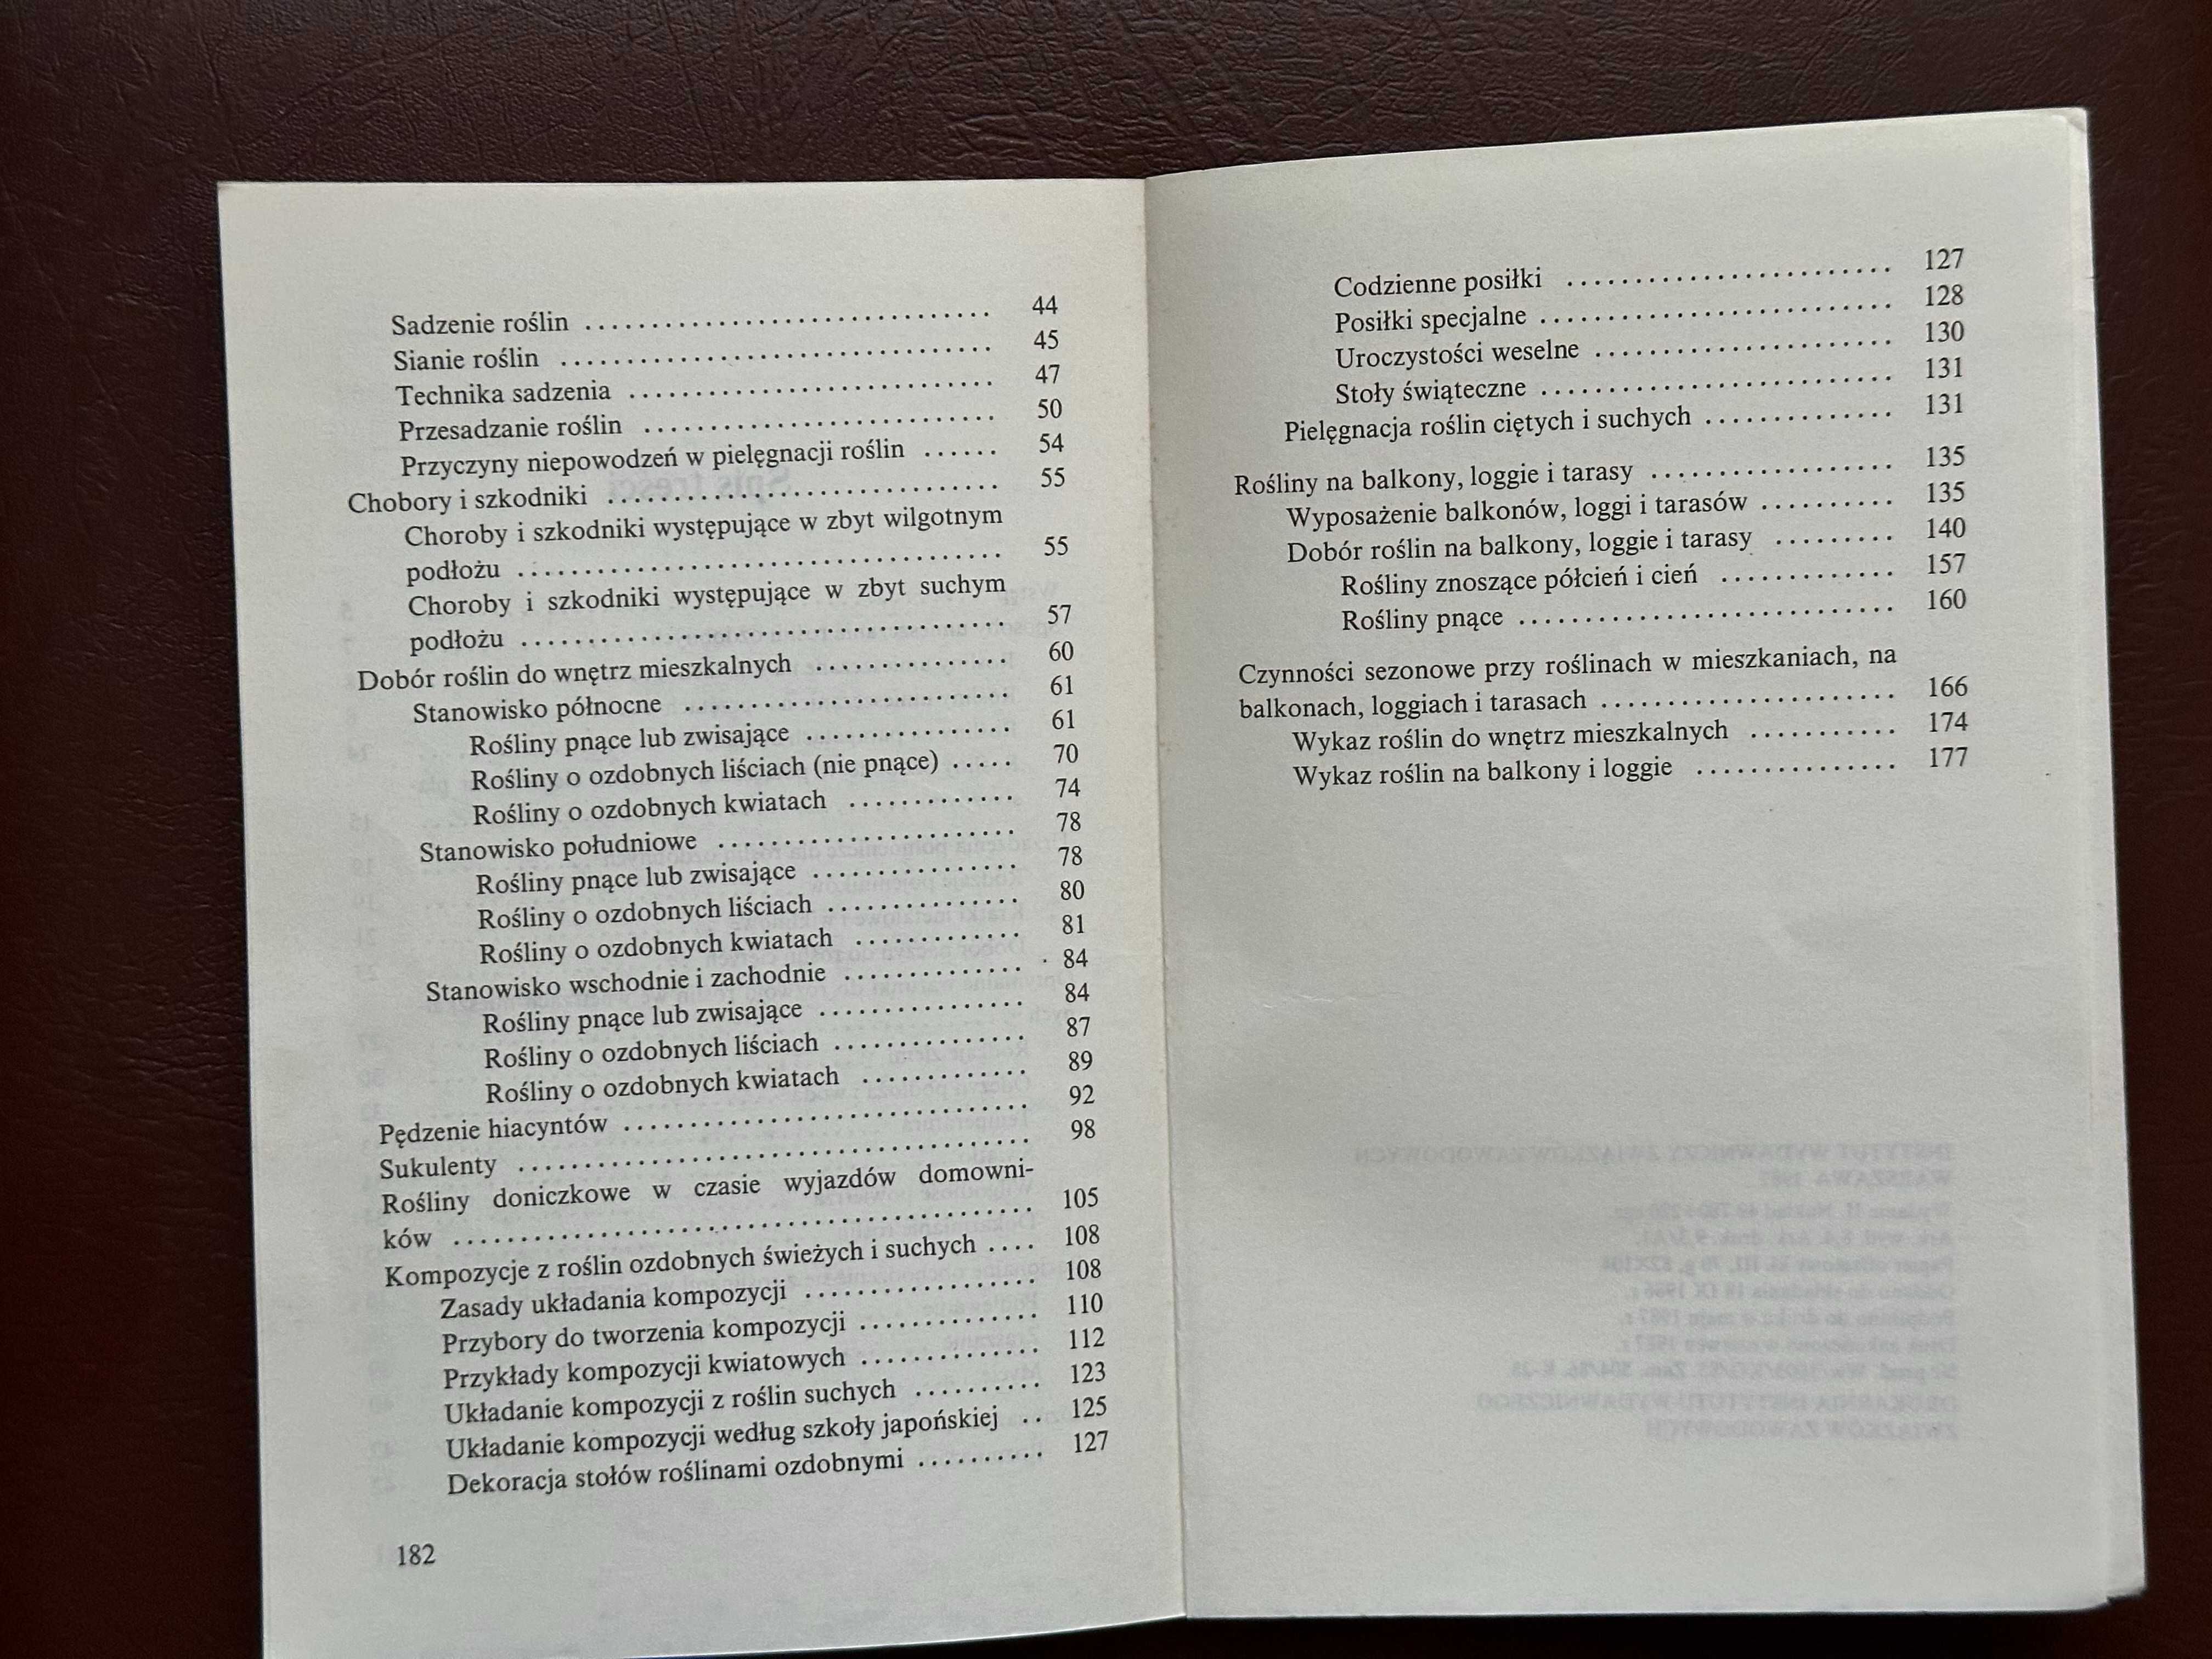 Sadzenie roślin ............................... 44
Sianie roślin ................................. 45
Technika sadzenia ............................ 47
Przesadzanie roślin ........................... 50
Przyczyny niepowodzeń w pielęgnacji roślin ...... 54
Chobory i szkodniki .............................. 55
Choroby i szkodniki występujące w zbyt wilgotnym
podłożu ..................................... 55
Choroby i szkodniki występujące w zbyt suchym
podłożu ..................................... 57
Dobór roślin do wnętrz mieszkalnych ............... 60
Stanowisko północne ......................... 61
Rośliny pnące lub zwisające ................ 61
Rośliny o ozdobnych liściach (nie pnące) ..... 70
Rośliny o ozdobnych kwiatach ............. 74
Stanowisko południowe ....................... 78
Rośliny pnące lub zwisające ................ 78
Rośliny o ozdobnych liściach ............... 80
Rośliny o ozdobnych kwiatach ............. 81
Stanowisko wschodnie i zachodnie .............. 84
Rośliny pnące lub zwisające ................ 84
Rośliny o ozdobnych liściach ............... 87
Rośliny o ozdobnych kwiatach ............. 89
Pędzenie hiacyntów ............................... 92
Sukulenty ....................................... 98
Rośliny doniczkowe w czasie wyjazdów domowni-
ków ............................................ 105
Kompozycje z roślin ozdobnych świeżych i suchych .... 108
Zasady układania kompozycji .................. 108
Przybory do tworzenia kompozycji .............. 110
Przykłady kompozycji kwiatowych .............. 112
Układanie kompozycji z roślin suchych .......... 123
Układanie kompozycji według szkoły japońskiej .. 125
Dekoracja stołów roślinami ozdobnymi .......... 127
182
Codzienne posiłki ......................... 127
Posiłki specjalne ........................... 128
Uroczystości weselne ....................... 130
Stoły świąteczne ........................... 131
Pielęgnacja roślin ciętych i suchych .............. 131
Rośliny na balkony, loggie i tarasy .................. 135
Wyposażenie balkonów, loggi i tarasów .......... 135
Dobór roślin na balkony, loggie i tarasy ......... 140
Rośliny znoszące półcień i cień ............. 157
Rośliny pnące ............................. 160
Czynności sezonowe przy roślinach w mieszkaniach, na
balkonach, loggiach i tarasach ...................... 166
Wykaz roślin do wnętrz mieszkalnych ........... 174
Wykaz roślin na balkony i loggie ............... 177